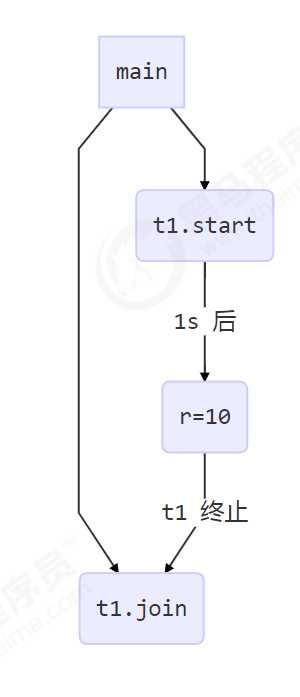 main
t1.start
1s 后
r=10
t1 终止
t1.join